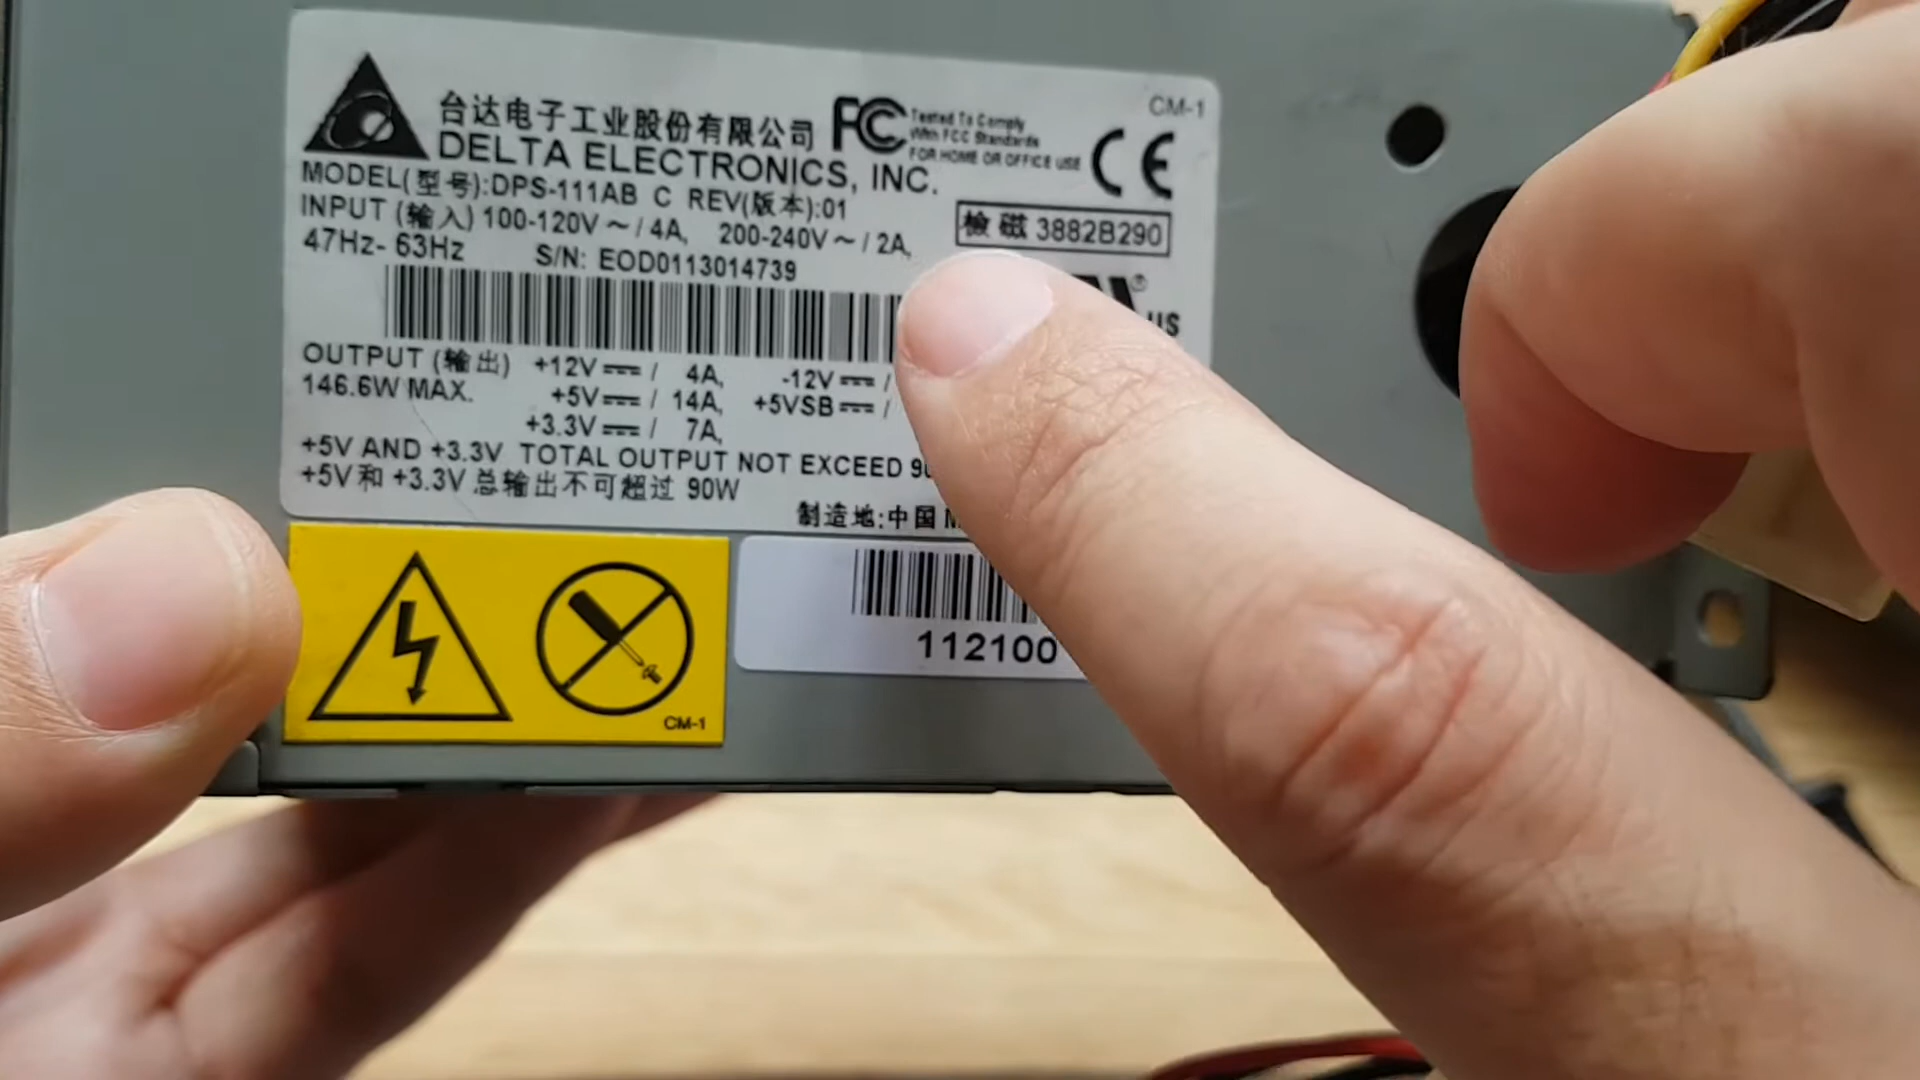 CM-1
台达电子工业股份有限公司
FC Tested To Comply
With FCC Standards
FOR HOME OR OFFICE USE
CE
DELTA ELECTRONICS, INC.
MODEL(型号):DPS-111AB C REV(版本):01
INPUT (输入) 100-120V ～ / 4A, 200-240V ～ / 2A,
檢磁 3882B290
47Hz- 63Hz S/N: EOD0113014739
US
OUTPUT (输出) +12V / 4A, -12V /
146.6W MAX. +5V / 14A, +5VSB /
+3.3V / 7A,
+5V AND +3.3V TOTAL OUTPUT NOT EXCEED
+5V和 +3.3V 总输出不可超过 90W
制造地:中国
112100
CM-1